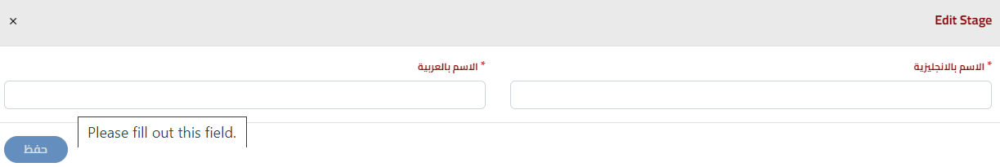 Edit Stage
×
* الاسم بالانجليزية
* الاسم بالعربية
Please fill out this field.
حفظ